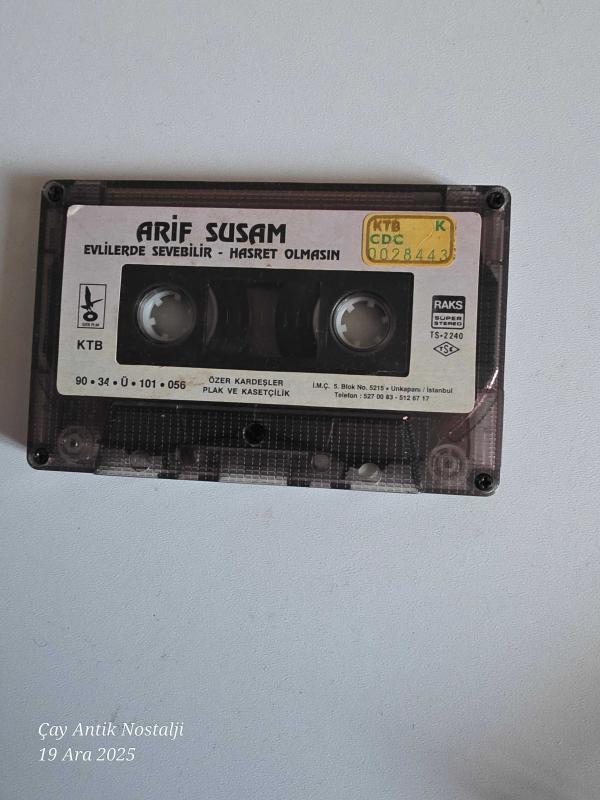 ARİF SUSAM
EVLİLERDE SEVEBİLİR - HASRET OLMASIN
KTB K
CDC
0028443
KTB
RAKS
SÜPER
STEREO
TS•2240
TSE
90 • 34 • Ü • 101 • 056
ÖZER KARDEŞLER
PLAK VE KASETÇİLİK
İ.M.Ç. 5. Blok No. 5215 • Unkapanı / İstanbul
Telefon : 527 00 83 - 512 67 17
Çay Antik Nostalji
19 Ara 2025